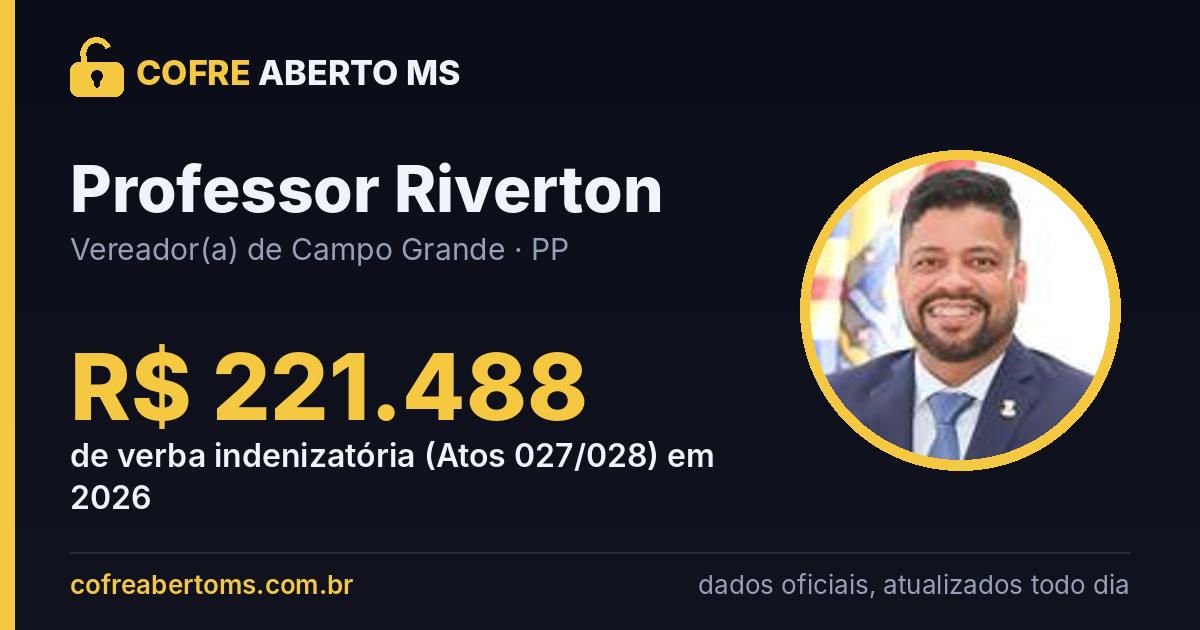 COFRE ABERTO MS
Professor Riverton
Vereador(a) de Campo Grande · PP
R$ 221.488
de verba indenizatória (Atos 027/028) em
2026
cofreabertoms.com.br
dados oficiais, atualizados todo dia